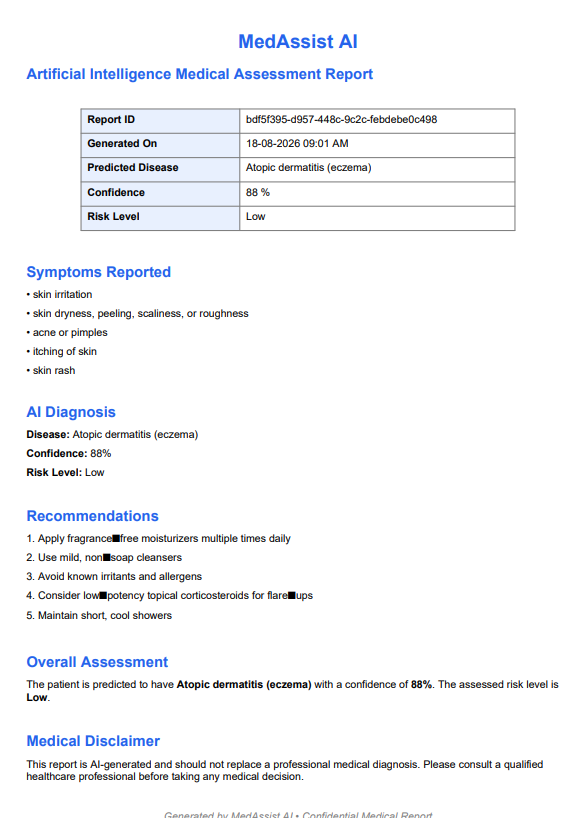 MedAssist AI
Artificial Intelligence Medical Assessment Report
Report ID bdf5f395-d957-448c-9c2c-febdebe0c498
Generated On 18-08-2026 09:01 AM
Predicted Disease Atopic dermatitis (eczema)
Confidence 88 %
Risk Level Low
Symptoms Reported
• skin irritation
• skin dryness, peeling, scaliness, or roughness
• acne or pimples
• itching of skin
• skin rash
AI Diagnosis
Disease: Atopic dermatitis (eczema)
Confidence: 88%
Risk Level: Low
Recommendations
1. Apply fragrance■free moisturizers multiple times daily
2. Use mild, non■soap cleansers
3. Avoid known irritants and allergens
4. Consider low■potency topical corticosteroids for flare■ups
5. Maintain short, cool showers
Overall Assessment
The patient is predicted to have Atopic dermatitis (eczema) with a confidence of 88%. The assessed risk level is
Low.
Medical Disclaimer
This report is AI-generated and should not replace a professional medical diagnosis. Please consult a qualified
healthcare professional before taking any medical decision.
Generated by MedAssist AI • Confidential Medical Report